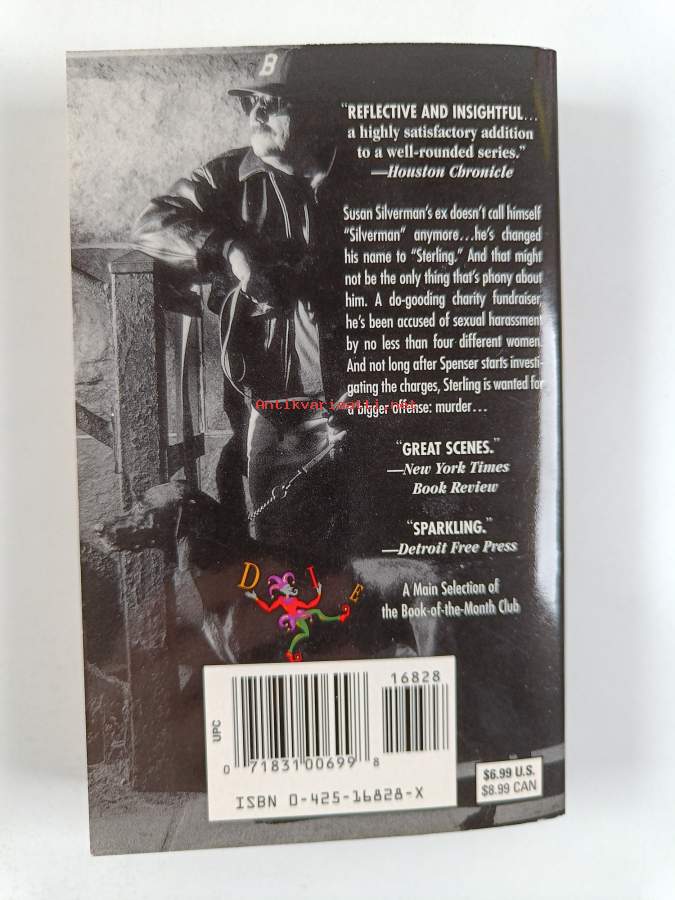 B
"REFLECTIVE AND INSIGHTFUL...
a highly satisfactory addition
to a well-rounded series."
—Houston Chronicle
Susan Silverman's ex doesn't call himself
"Silverman" anymore...he's changed
his name to "Sterling." And that might
not be the only thing that's phony about
him. A do-gooding charity fundraiser,
he's been accused of sexual harassment
by no less than four different women.
And not long after Spenser starts investi-
gating the charges, Sterling is wanted for
Antikvariaatti.net
a bigger offense: murder...
"GREAT SCENES."
—New York Times
Book Review
"SPARKLING."
—Detroit Free Press
A Main Selection of
the Book-of-the-Month Club
D I E
16828
UPC
0 71831 00699 8
ISBN 0-425-16828-X
$6.99 U.S.
$8.99 CAN